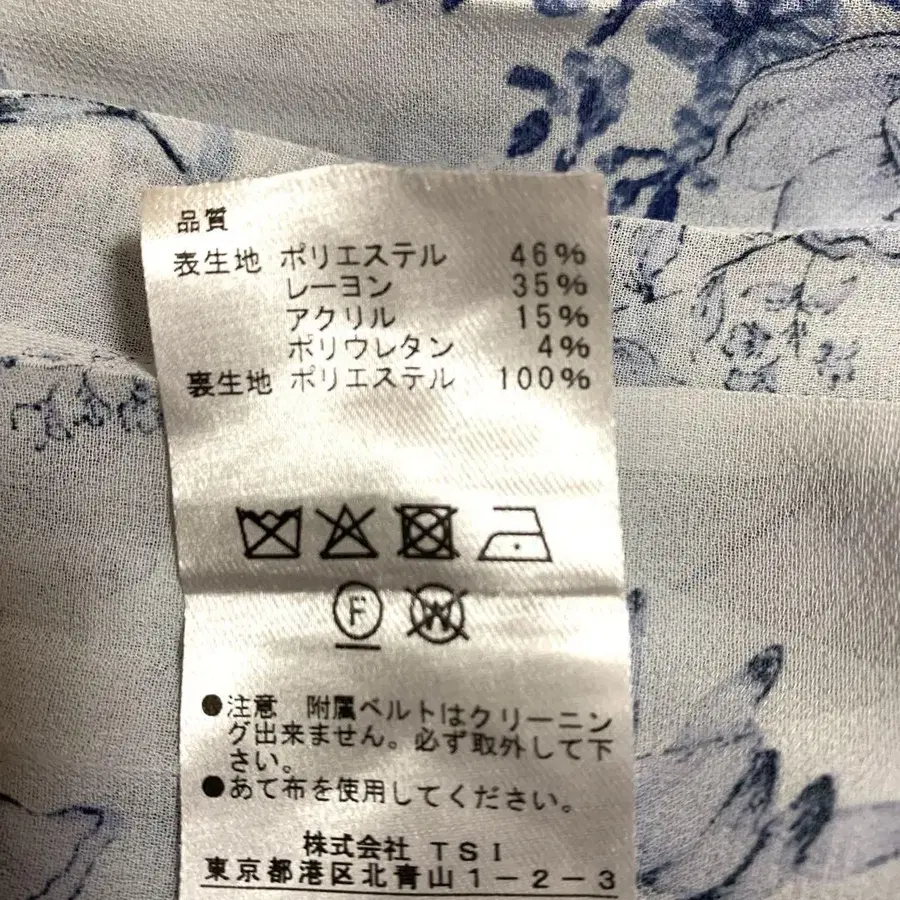 品質
表生地 ポリエステル 46%
レーヨン 35%
アクリル 15%
ポリウレタン 4%
裏生地 ポリエステル 100%
F W
●注意 附属ベルトはクリーニン
グ出来ません。必ず取外して下
さい。
●あて布を使用してください。
株式会社 TSI
東京都港区北青山1-2-3